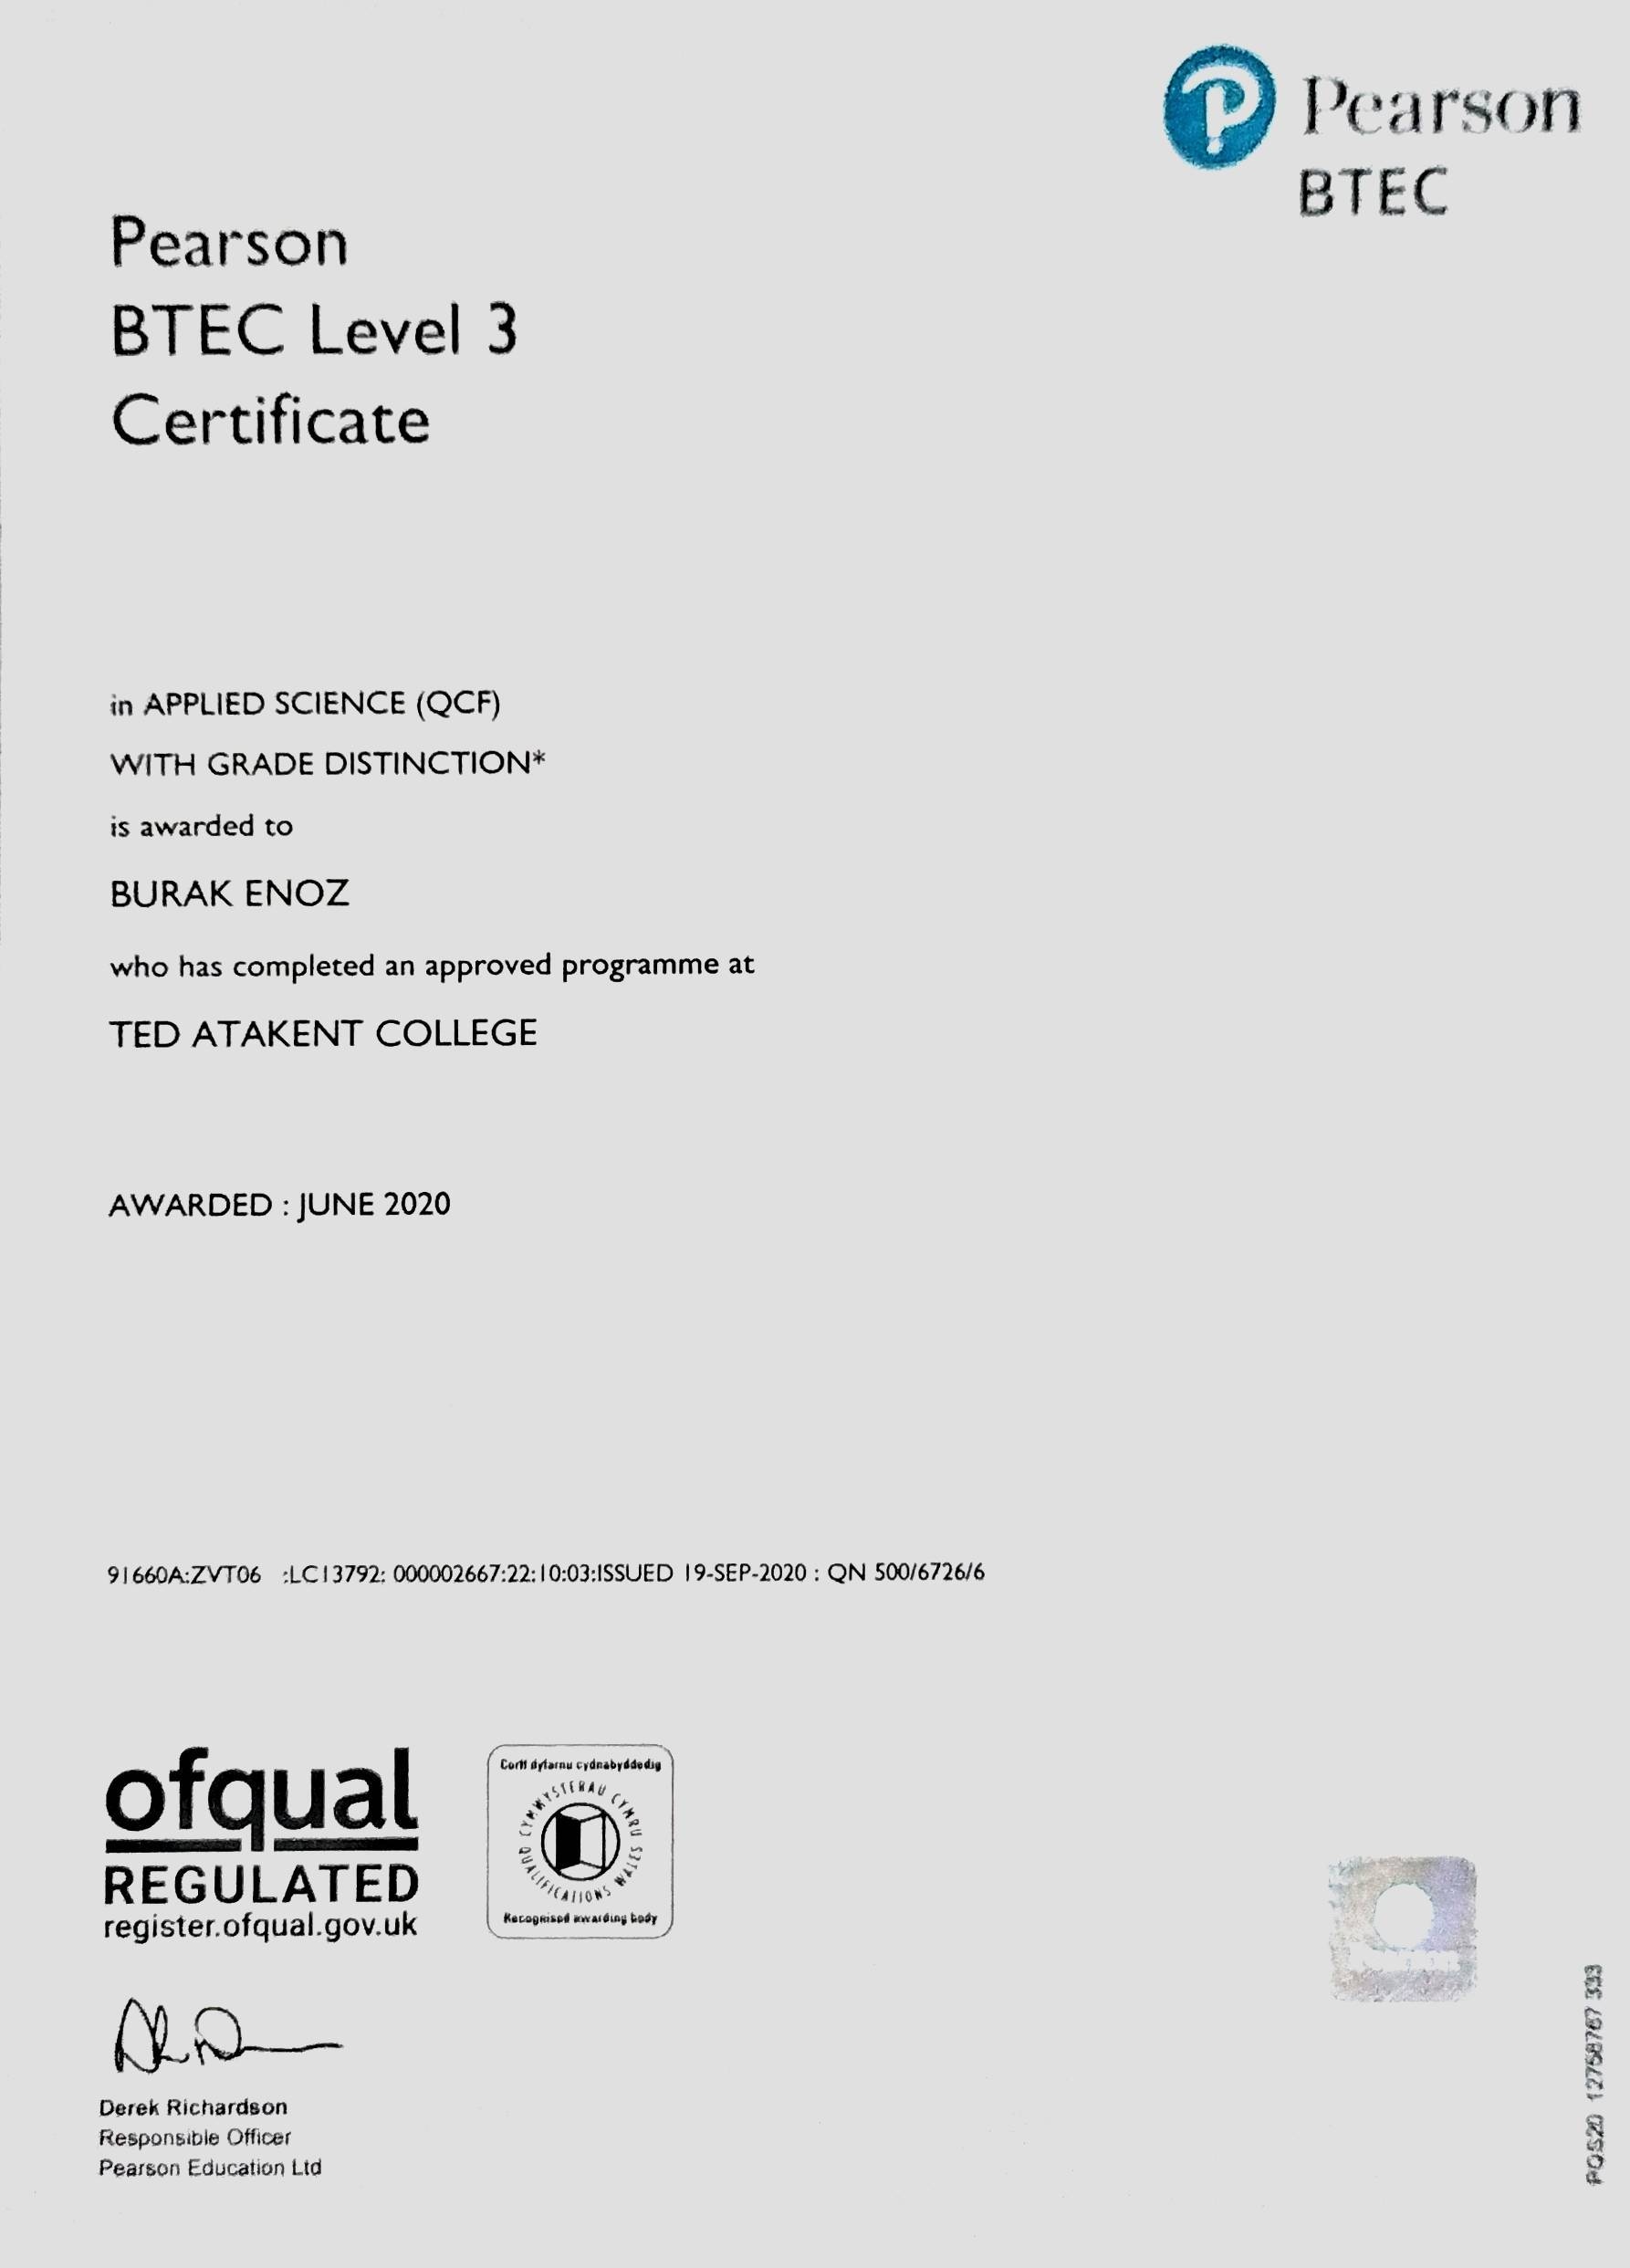 Pearson
BTEC
Pearson
BTEC Level 3
Certificate
in APPLIED SCIENCE (QCF)
WITH GRADE DISTINCTION*
is awarded to
BURAK ENOZ
who has completed an approved programme at
TED ATAKENT COLLEGE
AWARDED : JUNE 2020
91660A:ZVT06 :LC13792: 000002667:22:10:03:ISSUED 19-SEP-2020 : QN 500/6726/6
ofqual
REGULATED
register.ofqual.gov.uk
Corff dyfarnu cydnabyddedig
CYMWYSTERAU CYMRU
QUALIFICATIONS WALES
Recognised awarding body
Derek Richardson
Responsible Officer
Pearson Education Ltd
PQS20 12758767 333